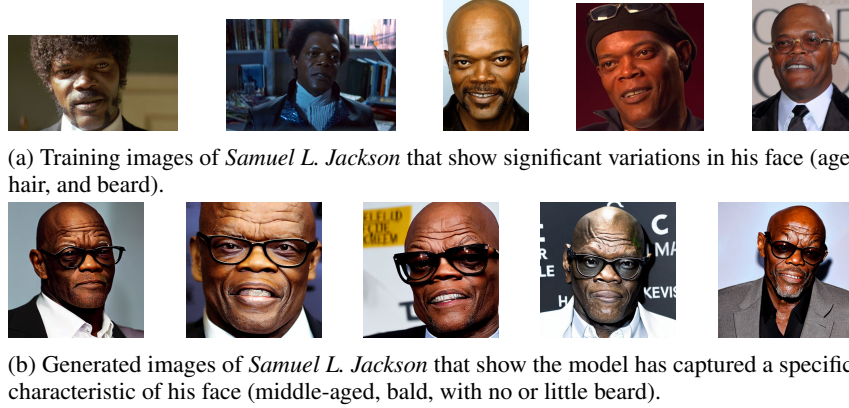 (a) Training images of Samuel L. Jackson that show significant variations in his face (age
hair, and beard).
C
MA
KEVIS
(b) Generated images of Samuel L. Jackson that show the model has captured a specific
characteristic of his face (middle-aged, bald, with no or little beard).